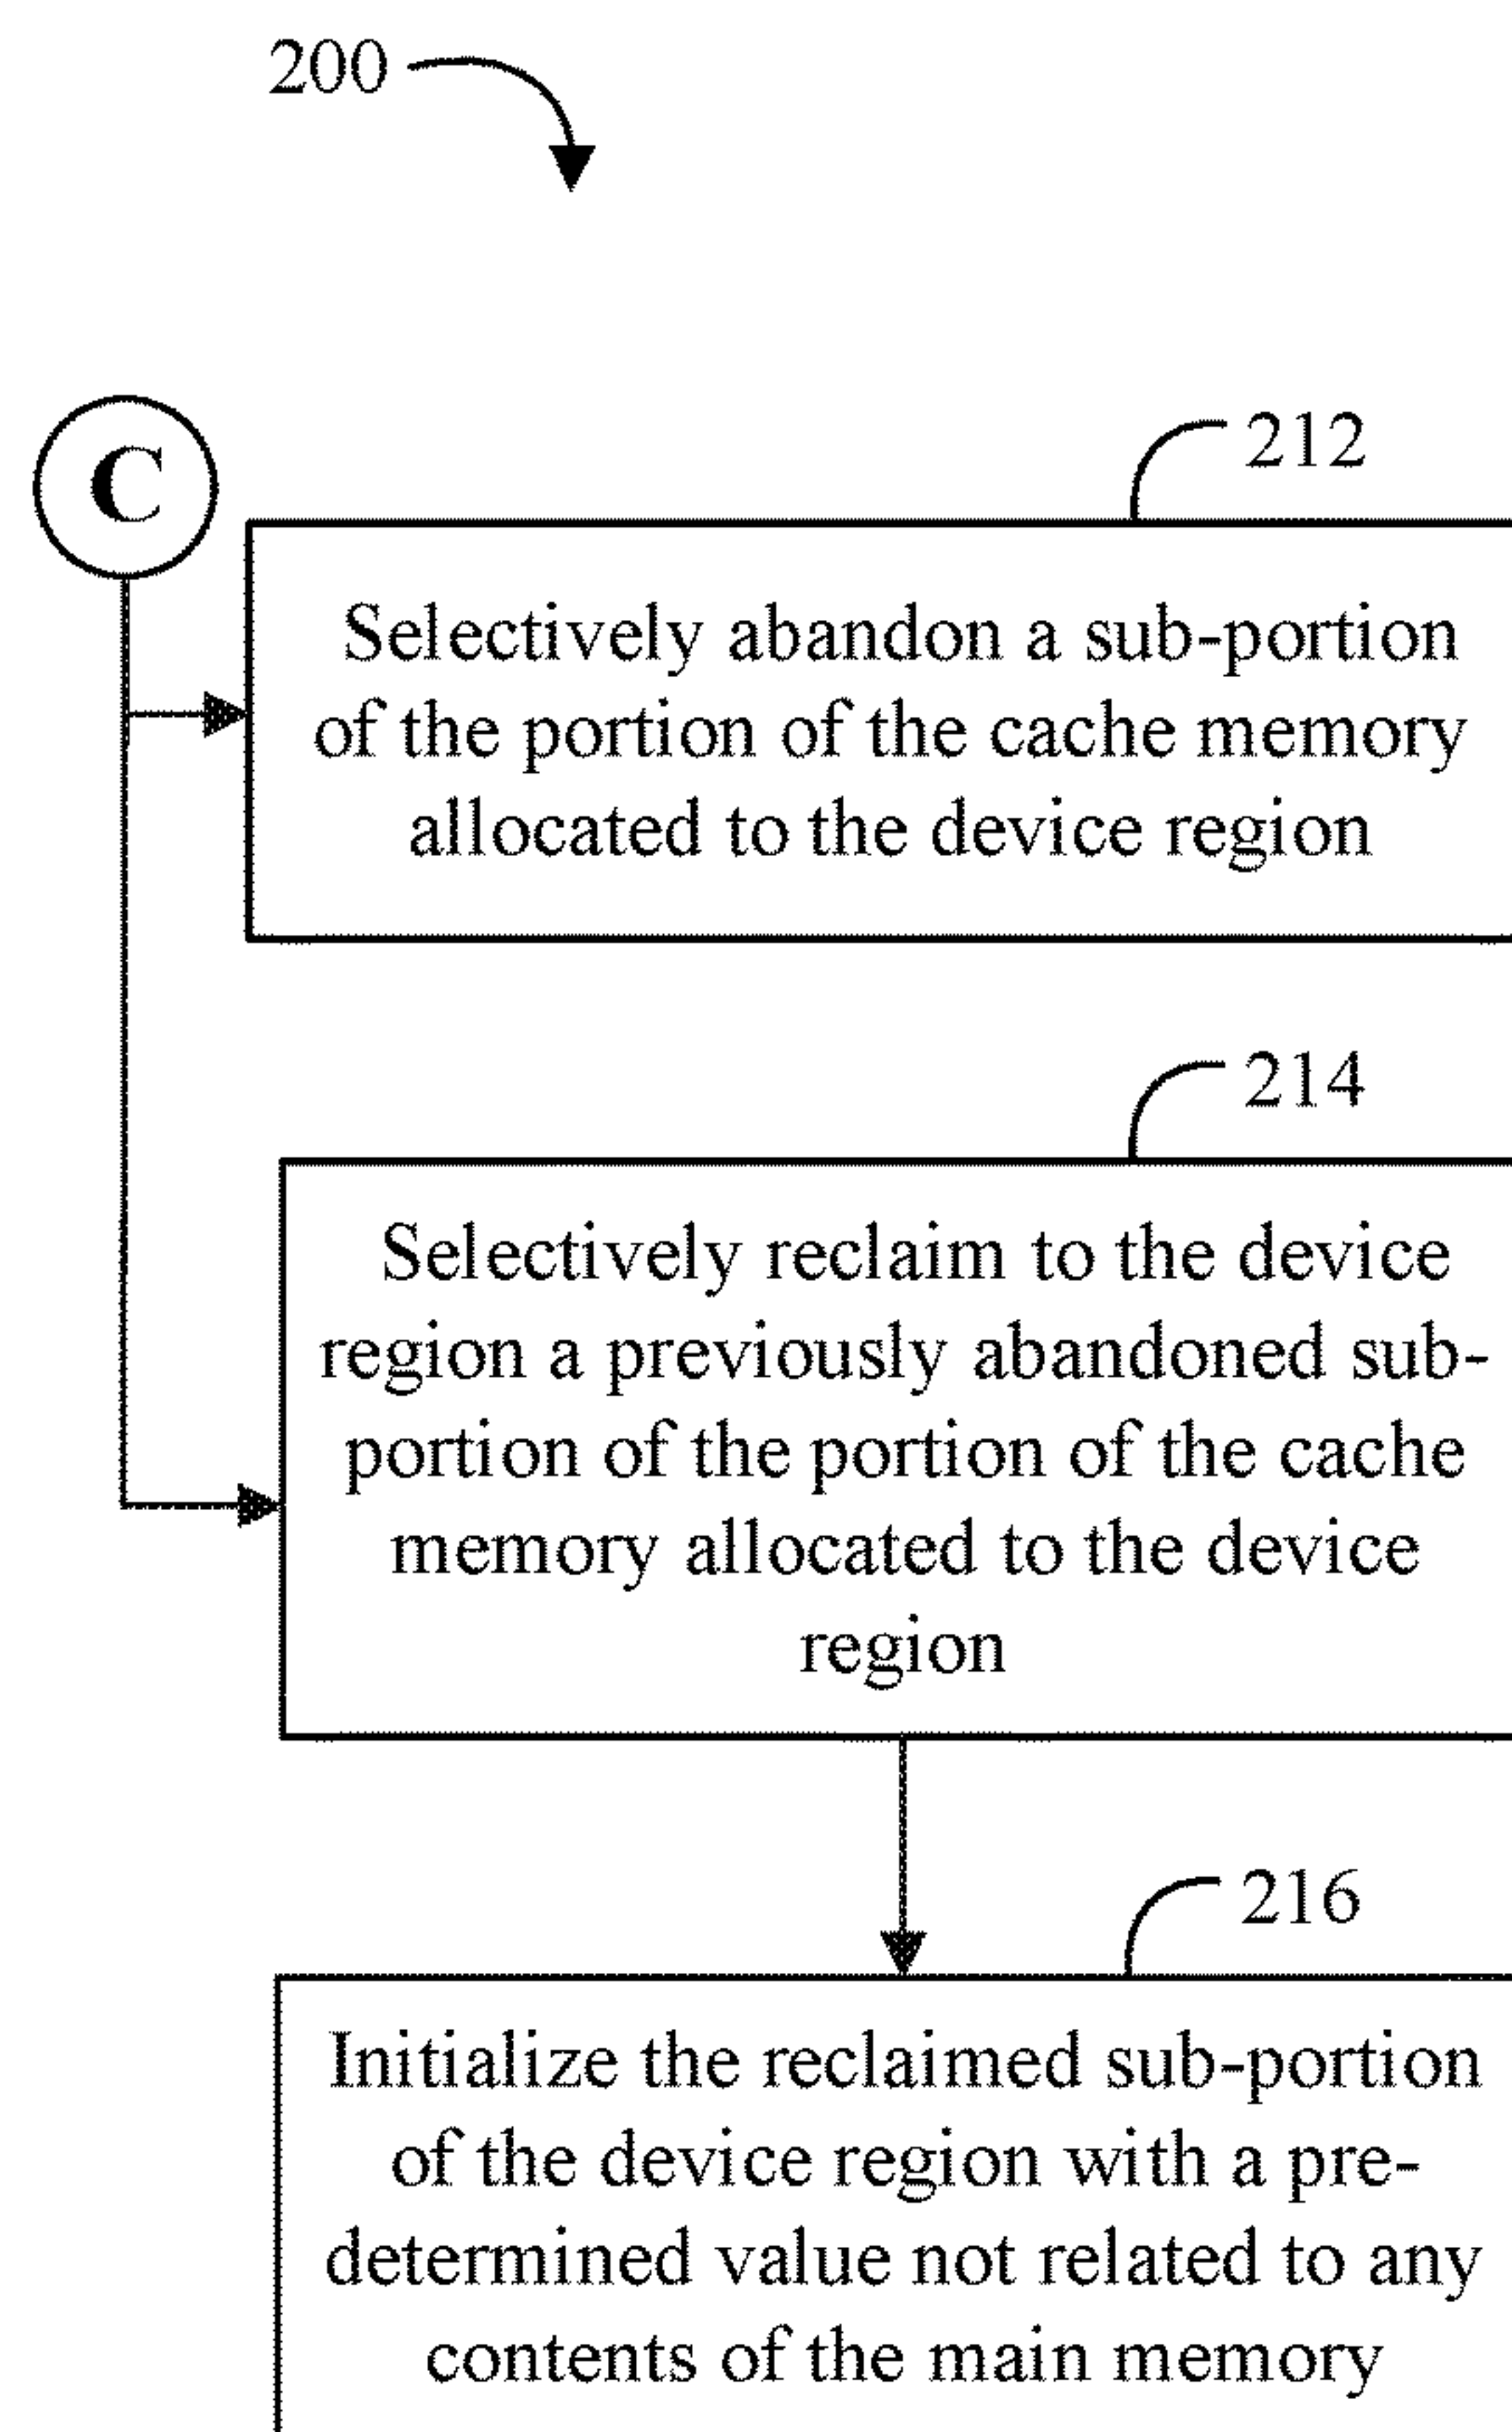 200
C
212
Selectively abandon a sub-portion
of the portion of the cache memory
allocated to the device region
214
Selectively reclaim to the device
region a previously abandoned sub-
portion of the portion of the cache
memory allocated to the device
region
216
Initialize the reclaimed sub-portion
of the device region with a pre-
determined value not related to any
contents of the main memory